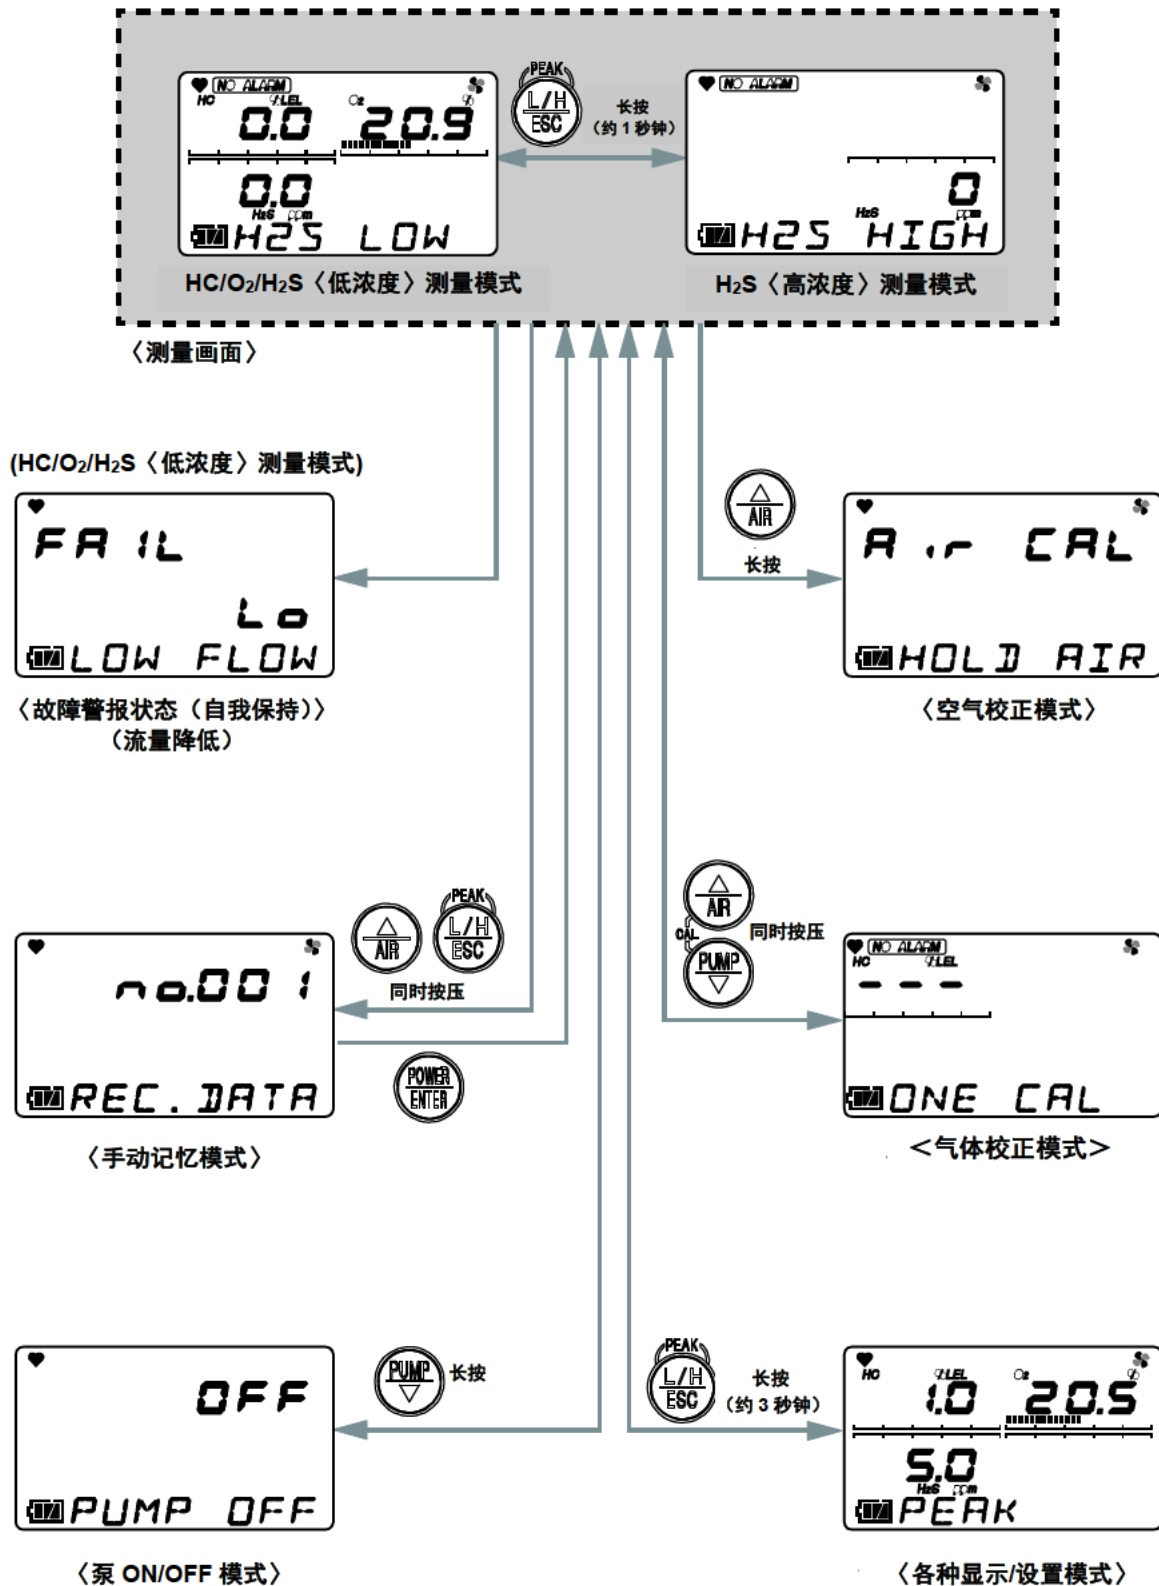 NO ALARM
HC %LEL O2 %
0.0 20.9
0.0
H2S ppm
H2S LOW
PEAK
L/H
ESC
长按
（约 1 秒钟）
NO ALARM
0
H2S ppm
H2S HIGH
HC/O2/H2S〈低浓度〉测量模式
H2S〈高浓度〉测量模式
〈测量画面〉
(HC/O2/H2S〈低浓度〉测量模式)
FAIL
Lo
LOW FLOW
〈故障警报状态（自我保持）〉
（流量降低）
△
AIR
长按
Air CAL
HOLD AIR
〈空气校正模式〉
no.001
REC.DATA
〈手动记忆模式〉
△
AIR
PEAK
L/H
ESC
同时按压
POWER
ENTER
△
AIR
CAL
PUMP
▽
同时按压
NO ALARM
HC %LEL
---
ONE CAL
＜气体校正模式＞
OFF
PUMP OFF
〈泵 ON/OFF 模式〉
PUMP
▽
长按
PEAK
L/H
ESC
长按
（约 3 秒钟）
HC %LEL O2 %
1.0 20.5
5.0
H2S ppm
PEAK
〈各种显示/设置模式〉